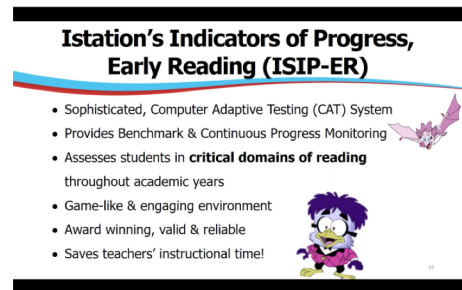 Istation's Indicators of Progress,
Early Reading (ISIP-ER)
• Sophisticated, Computer Adaptive Testing (CAT) System
• Provides Benchmark & Continuous Progress Monitoring
• Assesses students in critical domains of reading
throughout academic years
• Game-like & engaging environment
• Award winning, valid & reliable
• Saves teachers' instructional time!